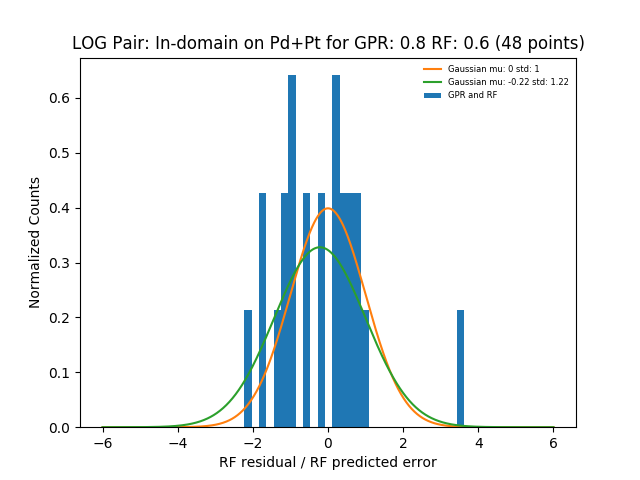 LOG Pair: In-domain on Pd+Pt for GPR: 0.8 RF: 0.6 (48 points)
Gaussian mu: 0 std: 1
Gaussian mu: -0.22 std: 1.22
GPR and RF
Normalized Counts
0.6
0.5
0.4
0.3
0.2
0.1
0.0
−6 −4 −2 0 2 4 6
RF residual / RF predicted error